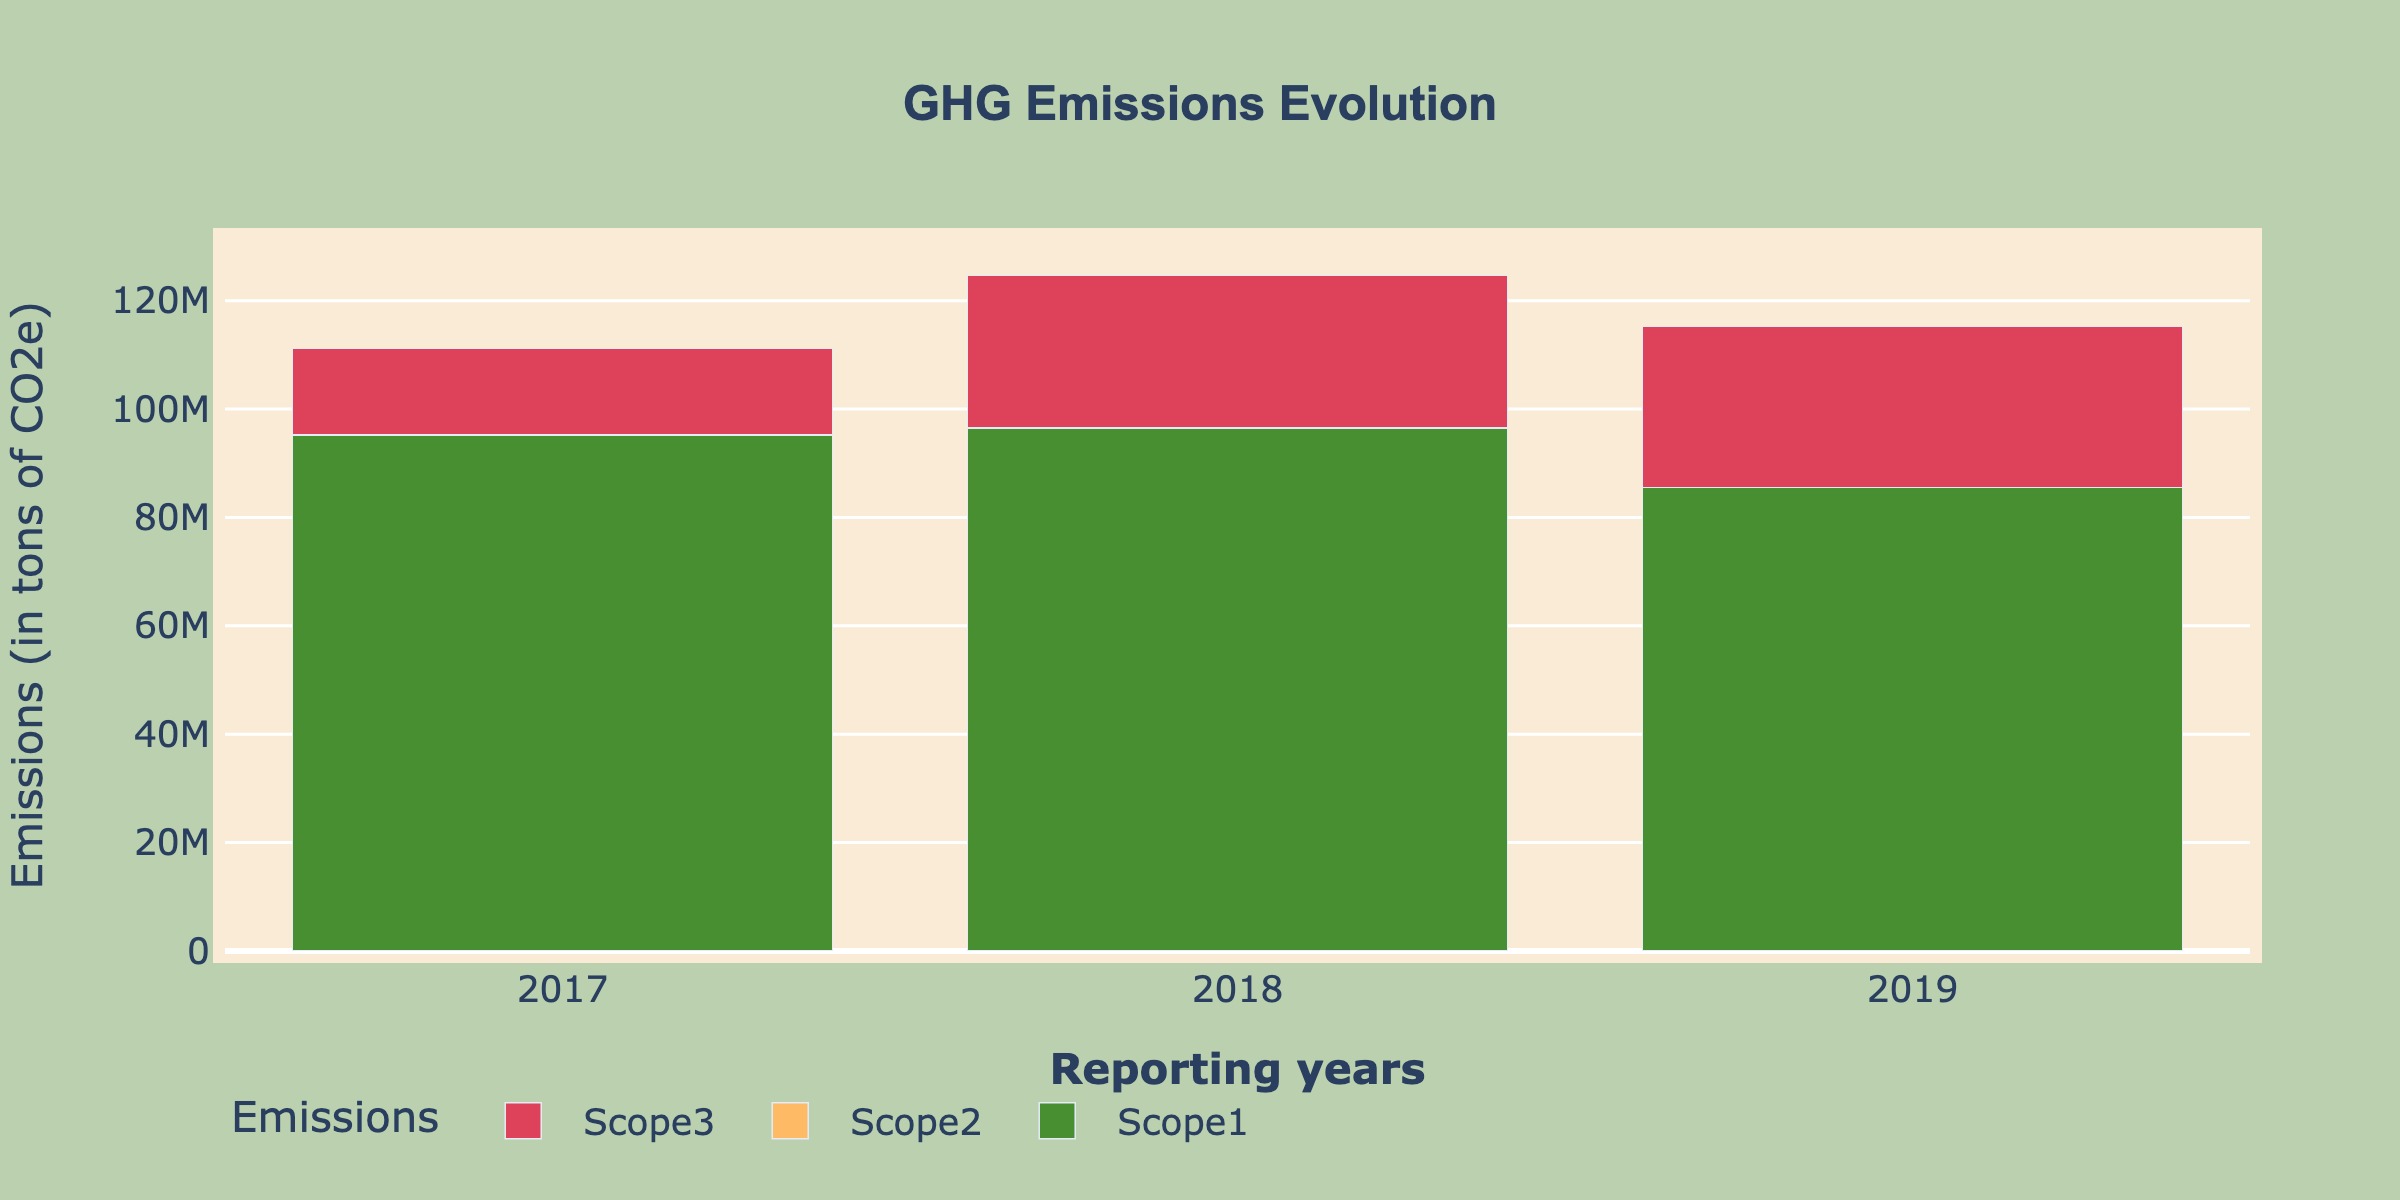 GHG Emissions Evolution
Emissions (in tons of CO2e)
120M
100M
80M
60M
40M
20M
0
2017 2018 2019
Reporting years
Emissions Scope3 Scope2 Scope1